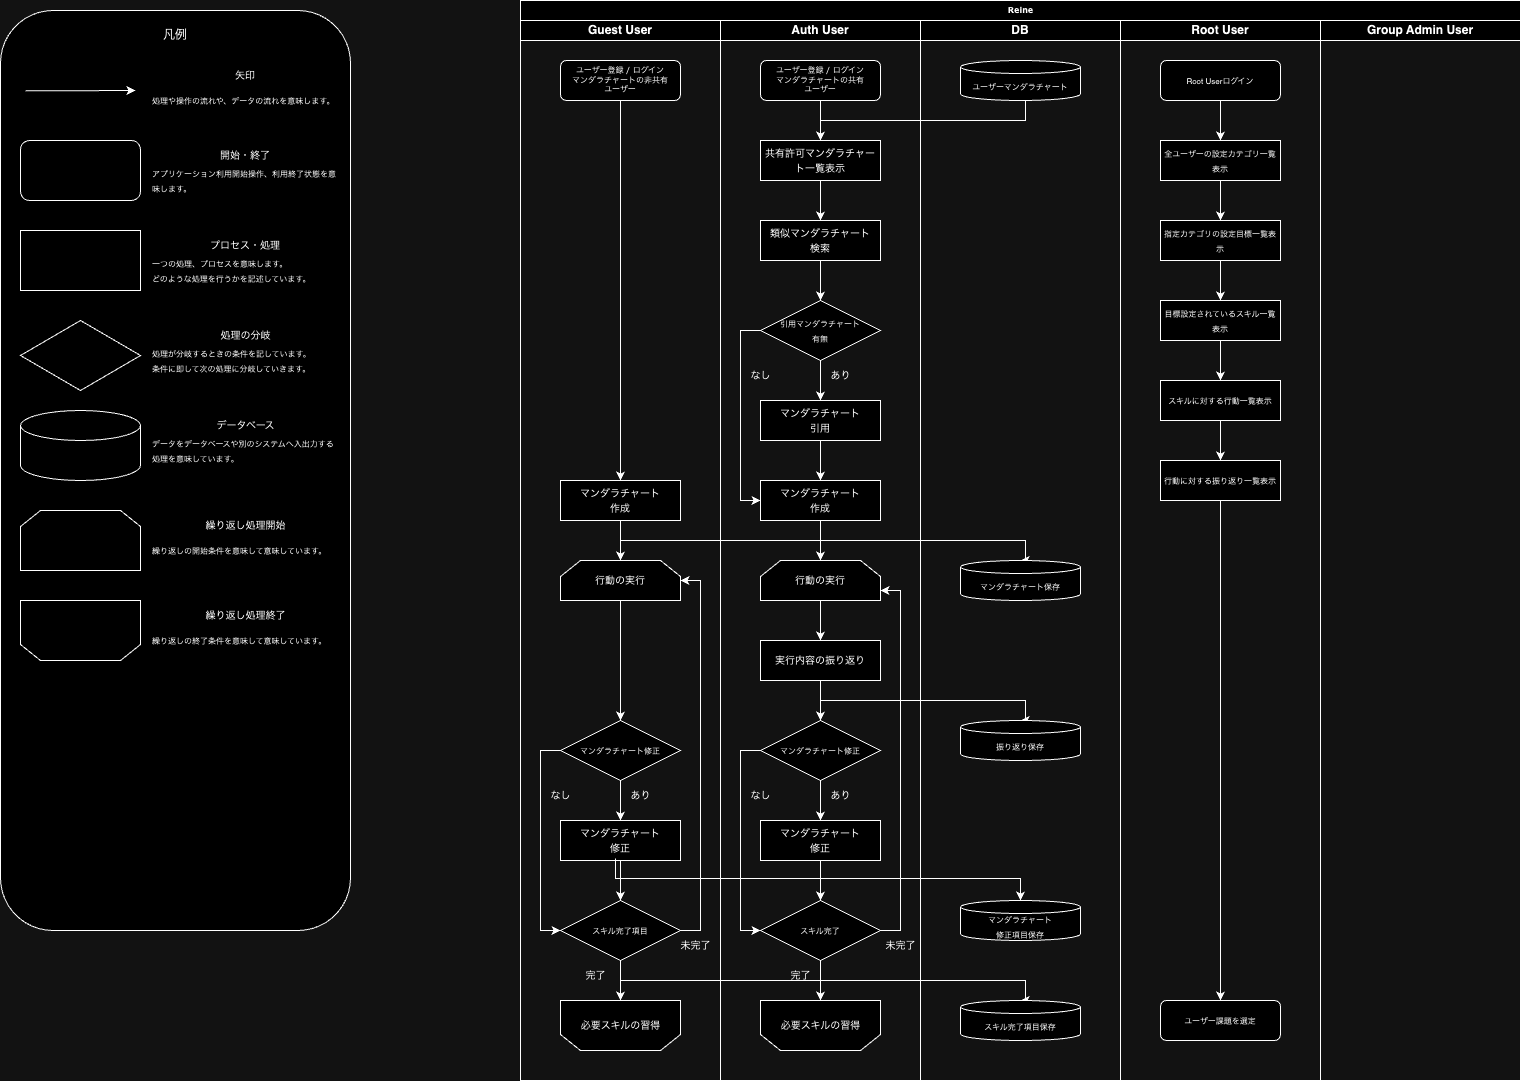 凡例
矢印
処理や操作の流れや、データの流れを意味します。
開始・終了
アプリケーション利用開始操作、利用終了状態を意
味します。
プロセス・処理
一つの処理、プロセスを意味します。
どのような処理を行うかを記述しています。
処理の分岐
処理が分岐するときの条件を記しています。
条件に即して次の処理に分岐していきます。
データベース
データをデータベースや別のシステムへ入出力する
処理を意味しています。
繰り返し処理開始
繰り返しの開始条件を意味して意味しています。
繰り返し処理終了
繰り返しの終了条件を意味して意味しています。
Reine
Guest User
ユーザー登録 / ログイン
マンダラチャートの非共有
ユーザー
マンダラチャート
作成
行動の実行
マンダラチャート修正
なし
あり
マンダラチャート
修正
スキル完了項目
未完了
完了
必要スキルの習得
Auth User
ユーザー登録 / ログイン
マンダラチャートの共有
ユーザー
共有許可マンダラチャー
ト一覧表示
類似マンダラチャート
検索
引用マンダラチャート
有無
なし
あり
マンダラチャート
引用
マンダラチャート
作成
行動の実行
実行内容の振り返り
マンダラチャート修正
なし
あり
マンダラチャート
修正
スキル完了
未完了
完了
必要スキルの習得
DB
ユーザーマンダラチャート
マンダラチャート保存
振り返り保存
マンダラチャート
修正項目保存
スキル完了項目保存
Root User
Root Userログイン
全ユーザーの設定カテゴリ一覧
表示
指定カテゴリの設定目標一覧表
示
目標設定されているスキル一覧
表示
スキルに対する行動一覧表示
行動に対する振り返り一覧表示
ユーザー課題を選定
Group Admin User